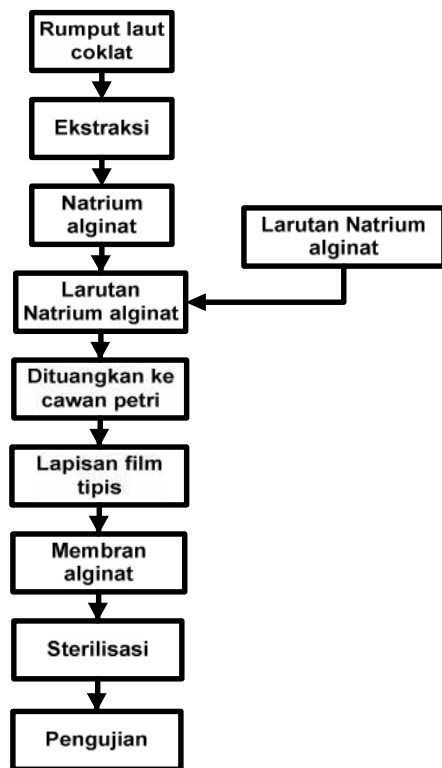 Rumput laut
coklat
Ekstraksi
Natrium
alginat
Larutan Natrium
alginat
Larutan
Natrium alginat
Dituangkan ke
cawan petri
Lapisan film
tipis
Membran
alginat
Sterilisasi
Pengujian